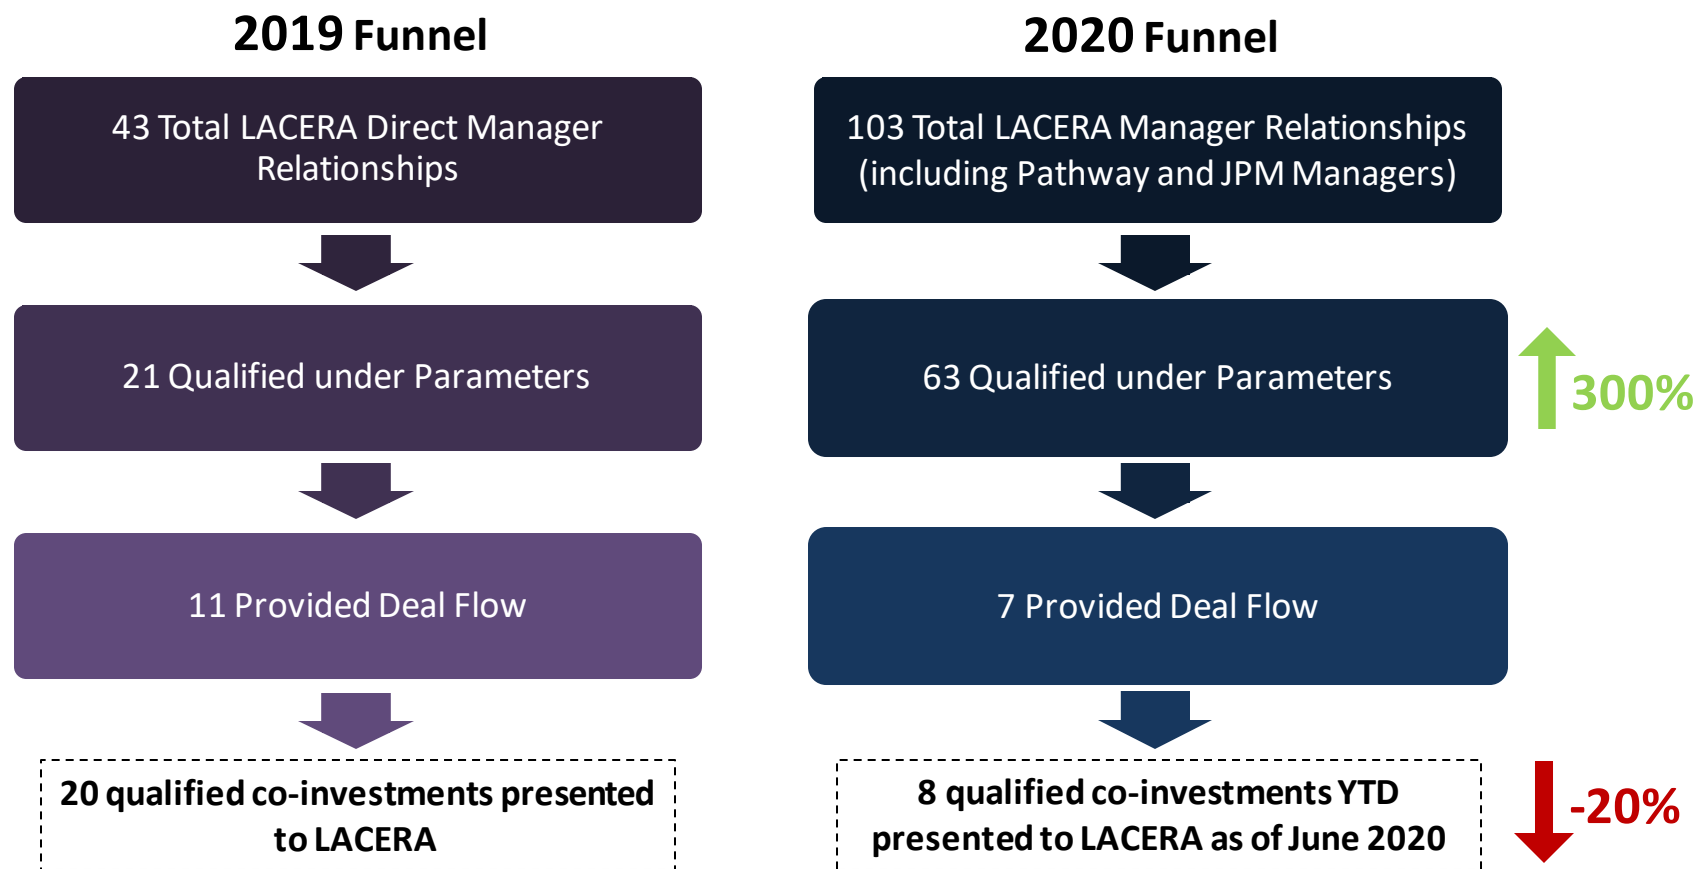 2019 Funnel
43 Total LACERA Direct Manager
Relationships
21 Qualified under Parameters
11 Provided Deal Flow
20 qualified co-investments presented
to LACERA
2020 Funnel
103 Total LACERA Manager Relationships
(including Pathway and JPM Managers)
63 Qualified under Parameters
300%
7 Provided Deal Flow
8 qualified co-investments YTD
presented to LACERA as of June 2020
-20%